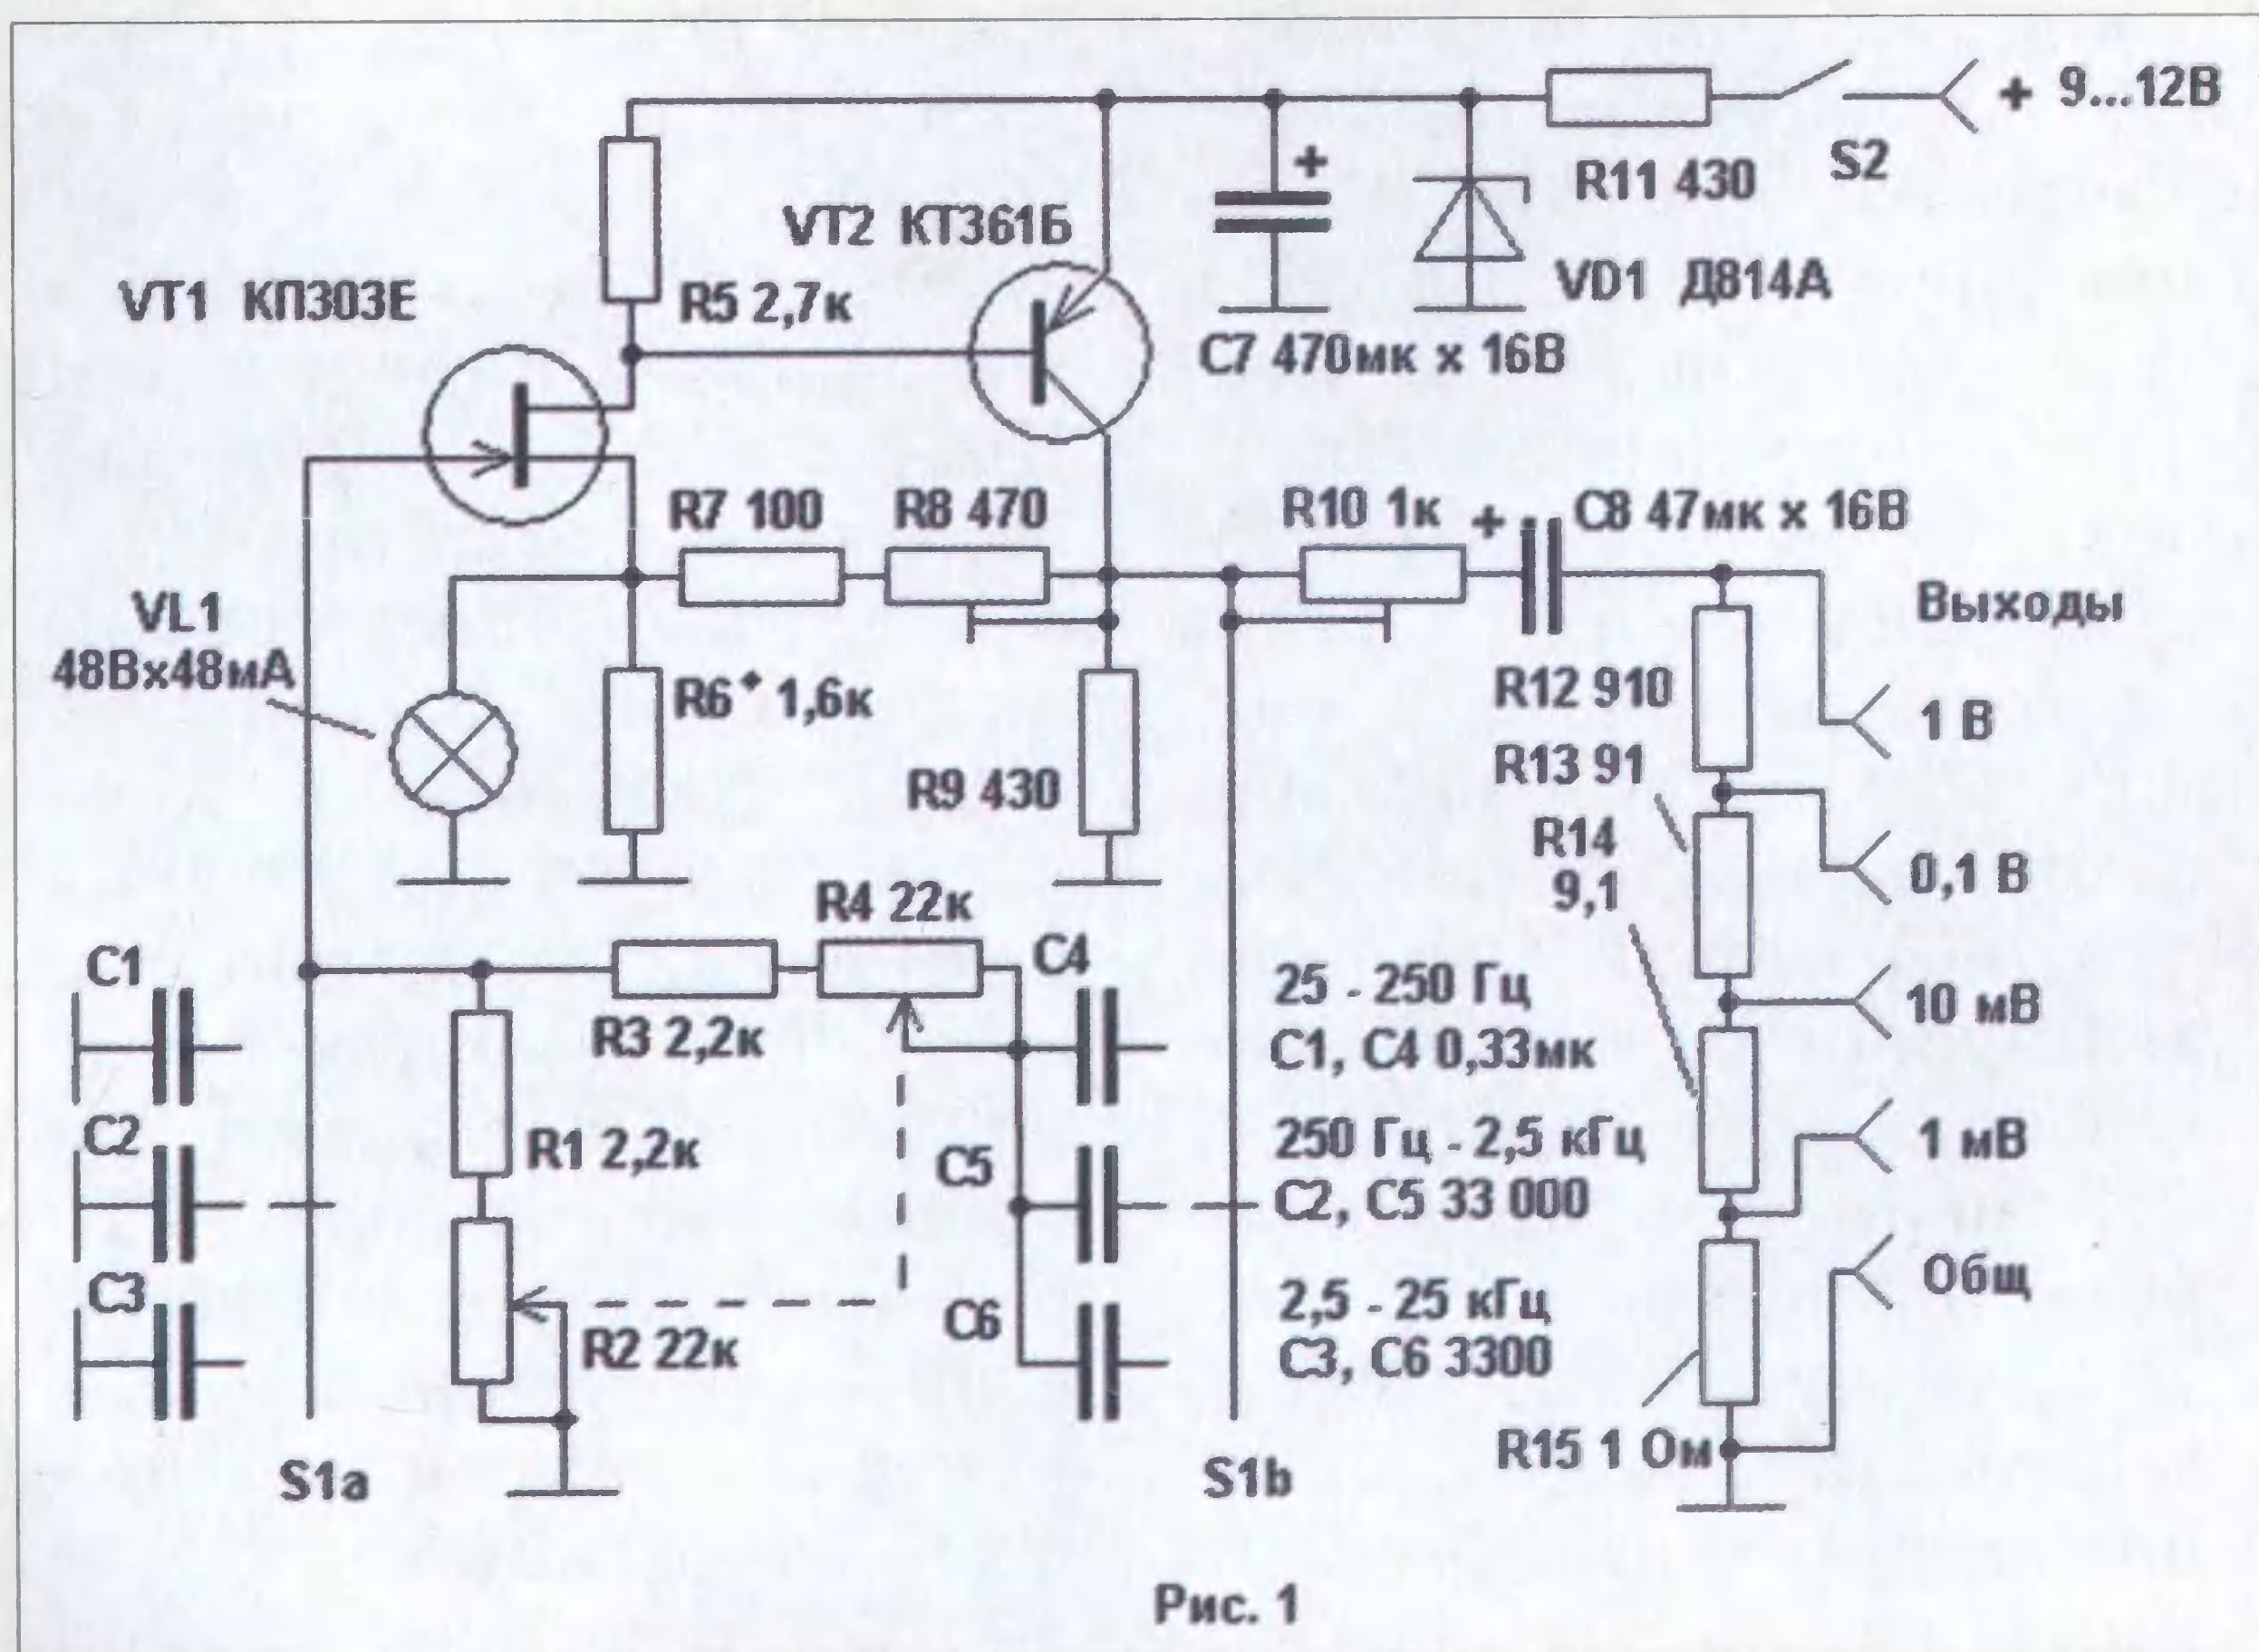 + 9...12В
S2
R11 430
VT2 КТ361Б
VT1 КП303Е
R5 2,7к
VD1 Д814А
C7 470мк x 16В
+
R7 100
R8 470
R10 1к
+
C8 47мк x 16В
Выходы
VL1
48Вx48мА
R6* 1,6к
R9 430
R12 910
1 В
R13 91
R14
9,1
0,1 В
R4 22к
C1
C4
25 - 250 Гц
C1, C4 0,33мк
10 мВ
R3 2,2к
C2
R1 2,2к
C5
250 Гц - 2,5 кГц
C2, C5 33 000
1 мВ
C3
R2 22к
C6
2,5 - 25 кГц
C3, C6 3300
Общ
R15 1 Ом
S1a
S1b
Рис. 1